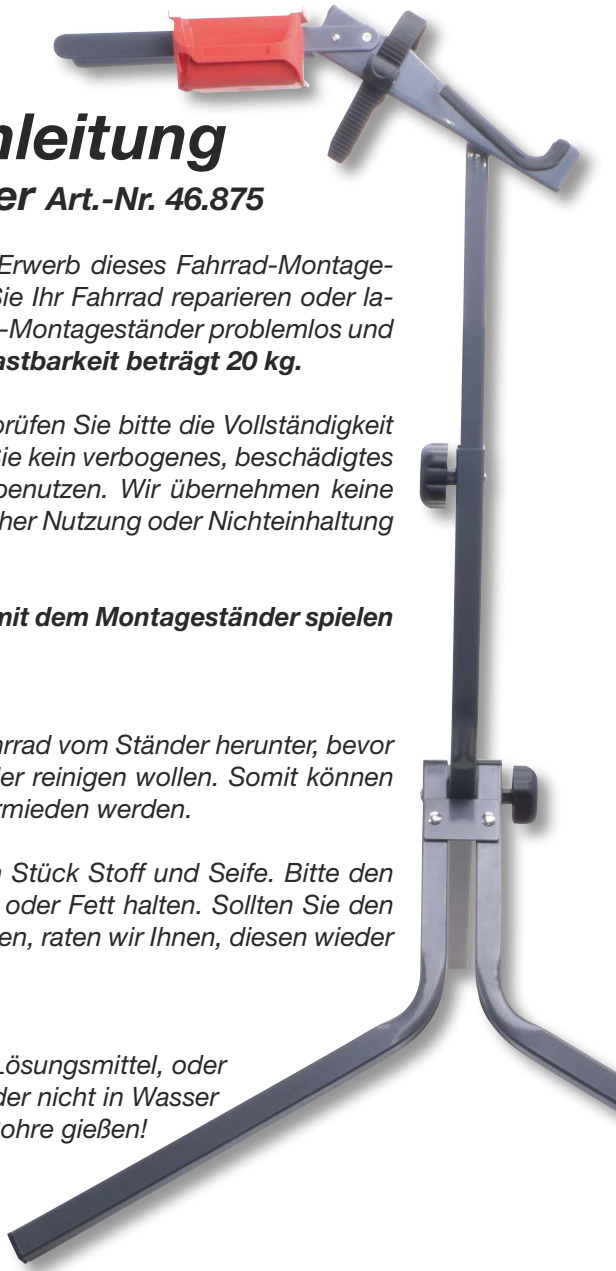 nleitung
er Art.-Nr. 46.875
Erwerb dieses Fahrrad-Montage-
Sie Ihr Fahrrad reparieren oder la-
-Montageständer problemlos und
astbarkeit beträgt 20 kg.
prüfen Sie bitte die Vollständigkeit
Sie kein verbogenes, beschädigtes
benutzen. Wir übernehmen keine
cher Nutzung oder Nichteinhaltung
mit dem Montageständer spielen
hrrad vom Ständer herunter, bevor
der reinigen wollen. Somit können
rmieden werden.
n Stück Stoff und Seife. Bitte den
oder Fett halten. Sollten Sie den
en, raten wir Ihnen, diesen wieder
Lösungsmittel, oder
der nicht in Wasser
ohre gießen!